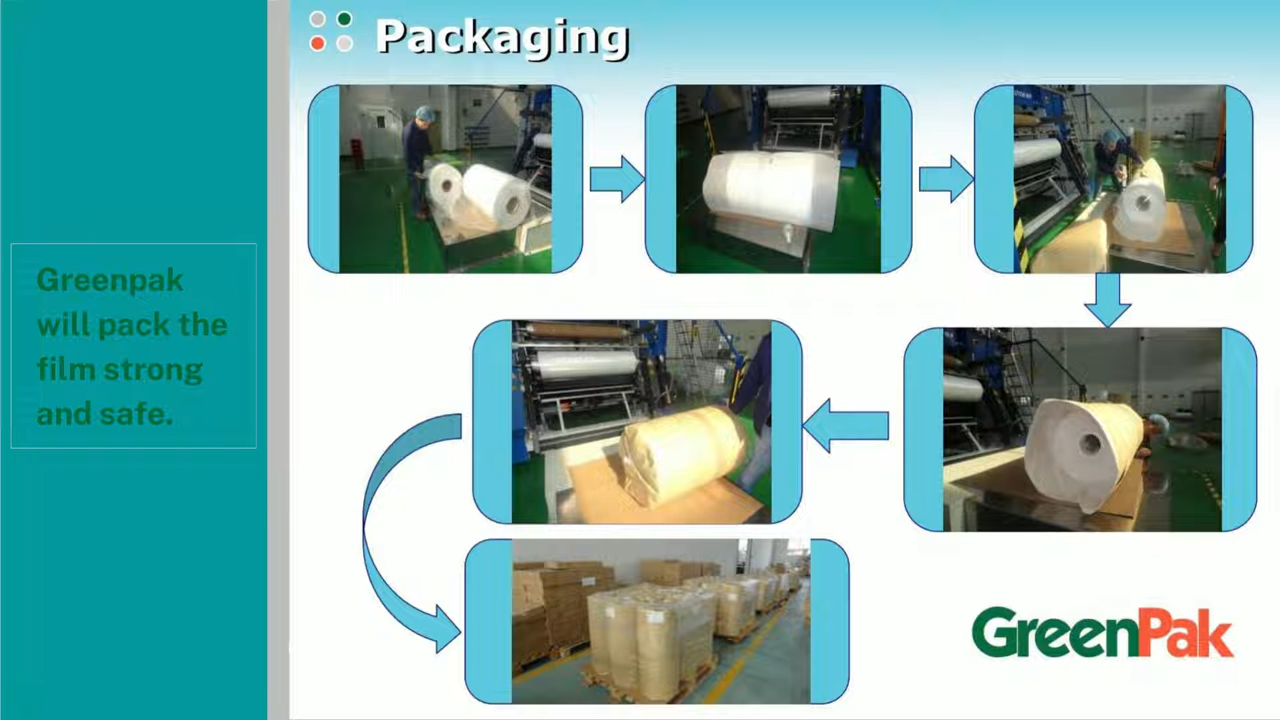 Packaging
Greenpak
will pack the
film strong
and safe.
GreenPak